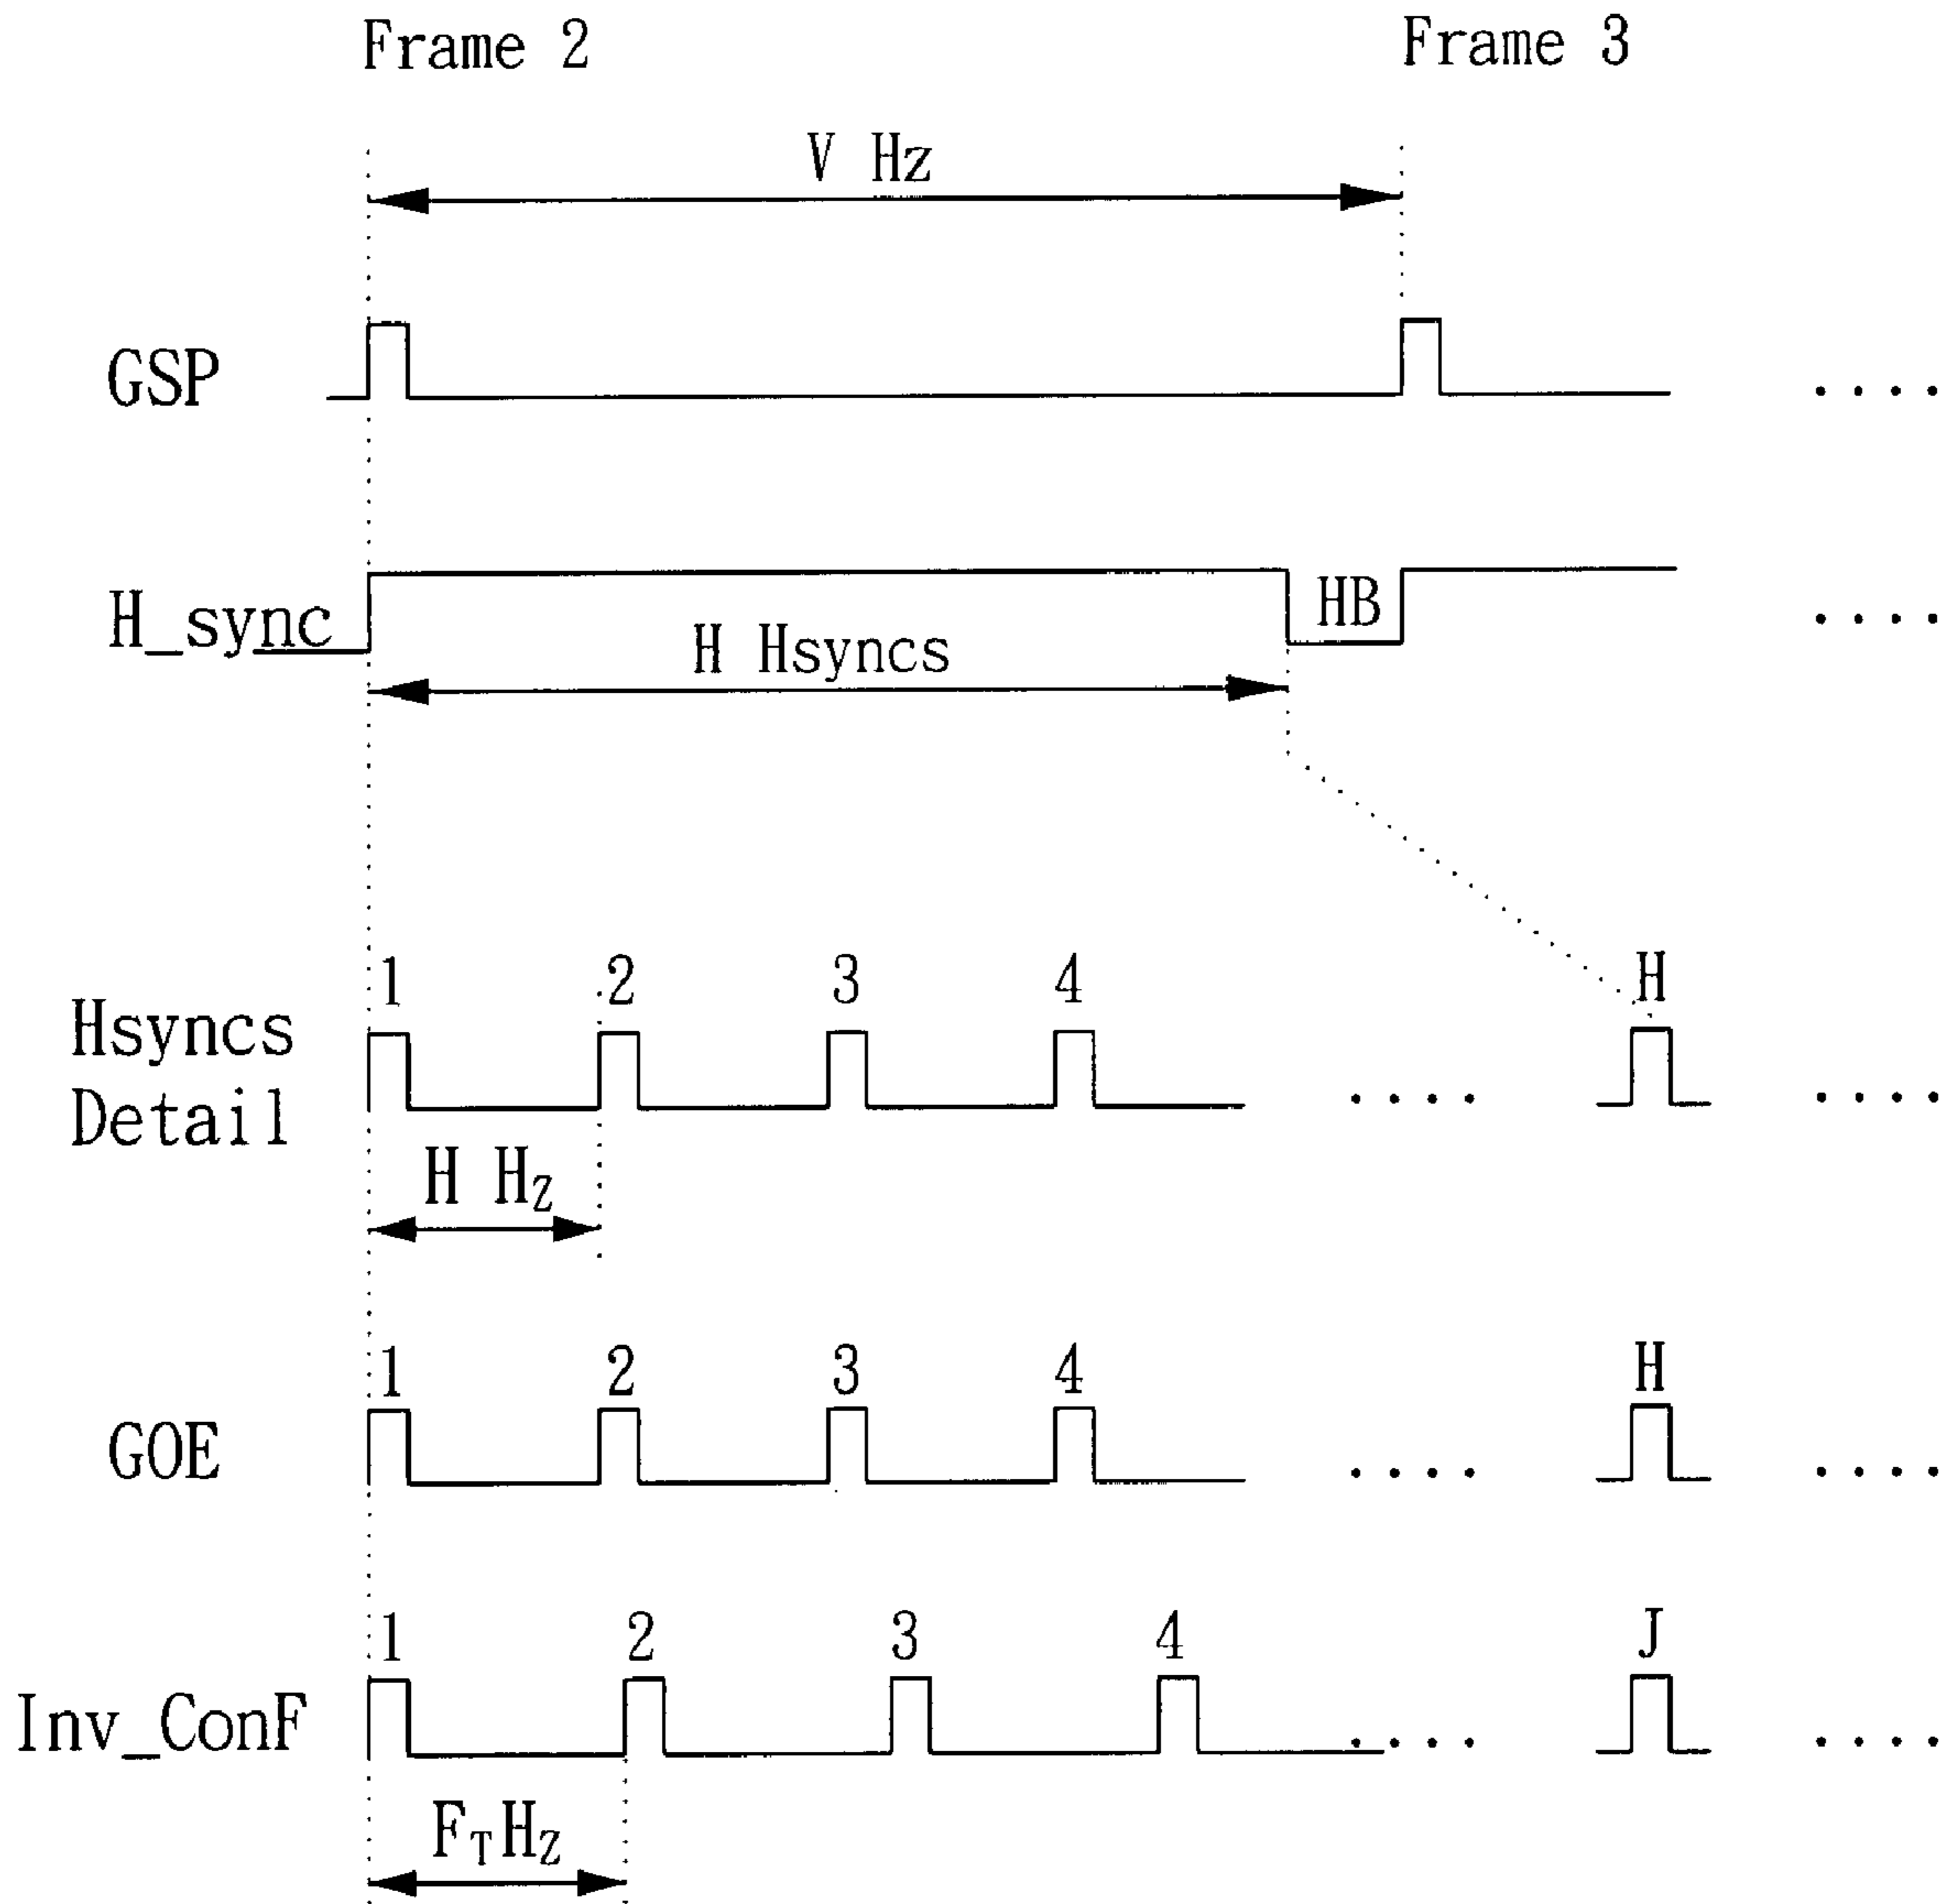 Frame 2 Frame 3
V Hz
GSP ....
H_sync HB ....
H Hsyncs
1 2 3 4 H
Hsyncs
Detail .... ....
H Hz
1 2 3 4 H
GOE .... ....
1 2 3 4 J
Inv_ConF .... ....
FTHz